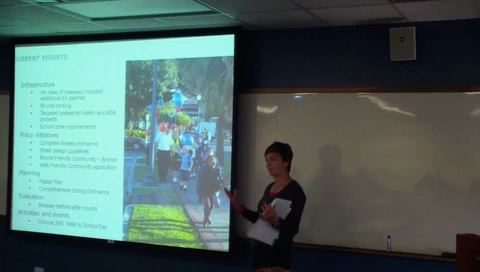 CURRENT EFFORTS
Infrastructure
44 miles of bikeways installed,
additional 15 planned
Bicycle parking
Targeted pedestrian safety and ADA
projects
School zone improvements
Policy initiatives
Complete Streets ordinance
Street design guidelines
Bicycle Friendly Community – Bronze
Walk Friendly Community application
Planning
Master Plan
Comprehensive Zoning Ordinance
Evaluation
Bikeway before/after counts
Activities and events
Walk to School Day